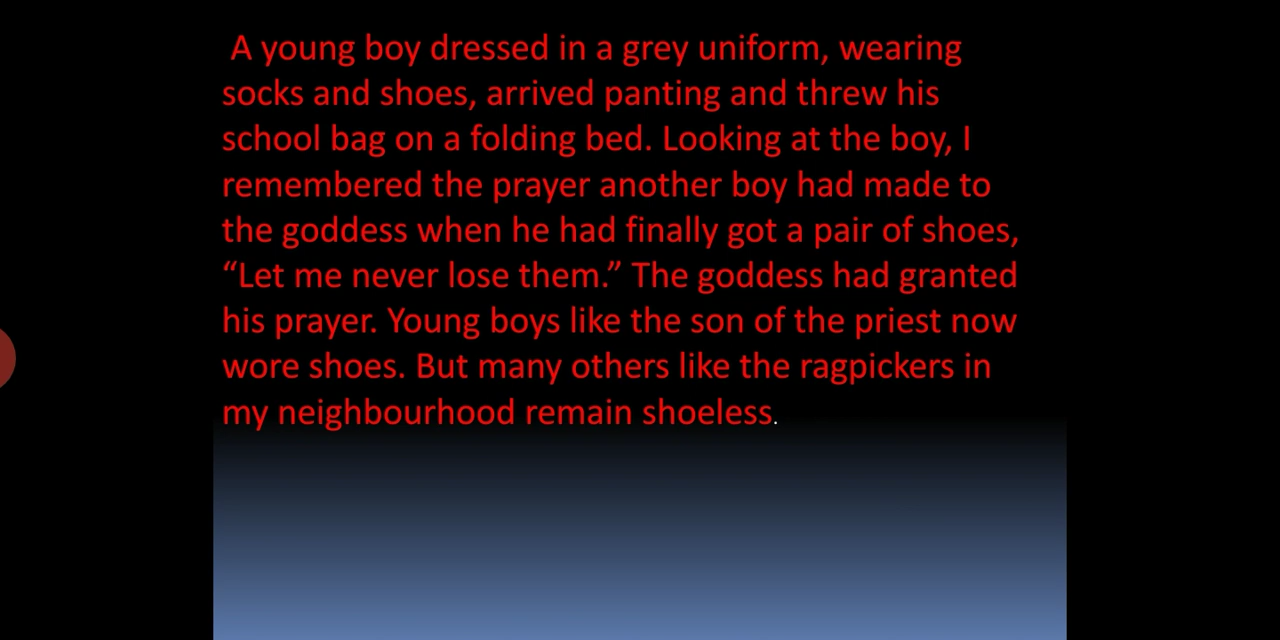 A young boy dressed in a grey uniform, wearing
socks and shoes, arrived panting and threw his
school bag on a folding bed. Looking at the boy, I
remembered the prayer another boy had made to
the goddess when he had finally got a pair of shoes,
“Let me never lose them.” The goddess had granted
his prayer. Young boys like the son of the priest now
wore shoes. But many others like the ragpickers in
my neighbourhood remain shoeless.